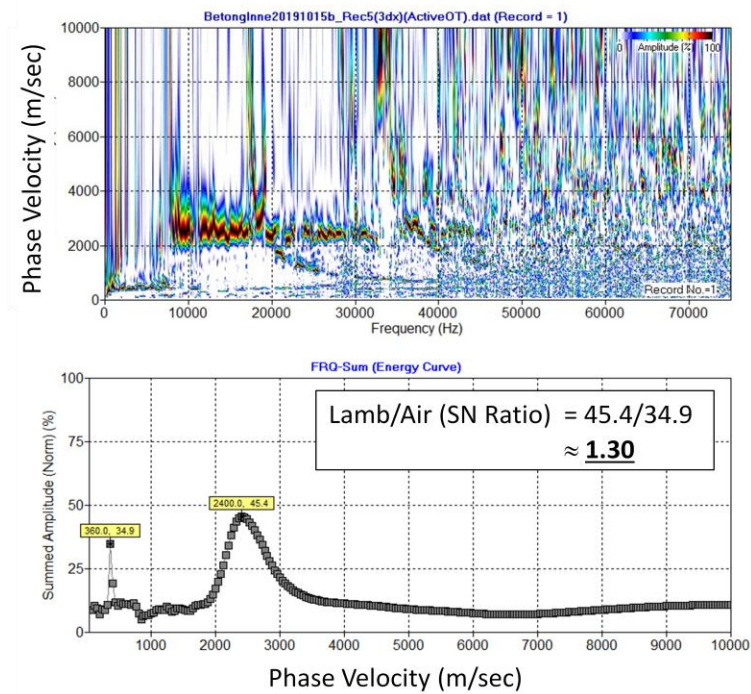 BetongInne20191015b_Rec5(3dx)(ActiveOT).dat (Record = 1)
Phase Velocity (m/sec)
10000
8000
6000
4000
2000
0
0 Amplitude (%) 100
Record No.=1
0 10000 20000 30000 40000 50000 60000 70000
Frequency (Hz)
FRQ-Sum (Energy Curve)
Summed Amplitude (Norm) (%)
100
75
50
25
0
Lamb/Air (SN Ratio) = 45.4/34.9
≈ 1.30
2400.0, 45.4
360.0, 34.9
1000 2000 3000 4000 5000 6000 7000 8000 9000 10000
Phase Velocity (m/sec)